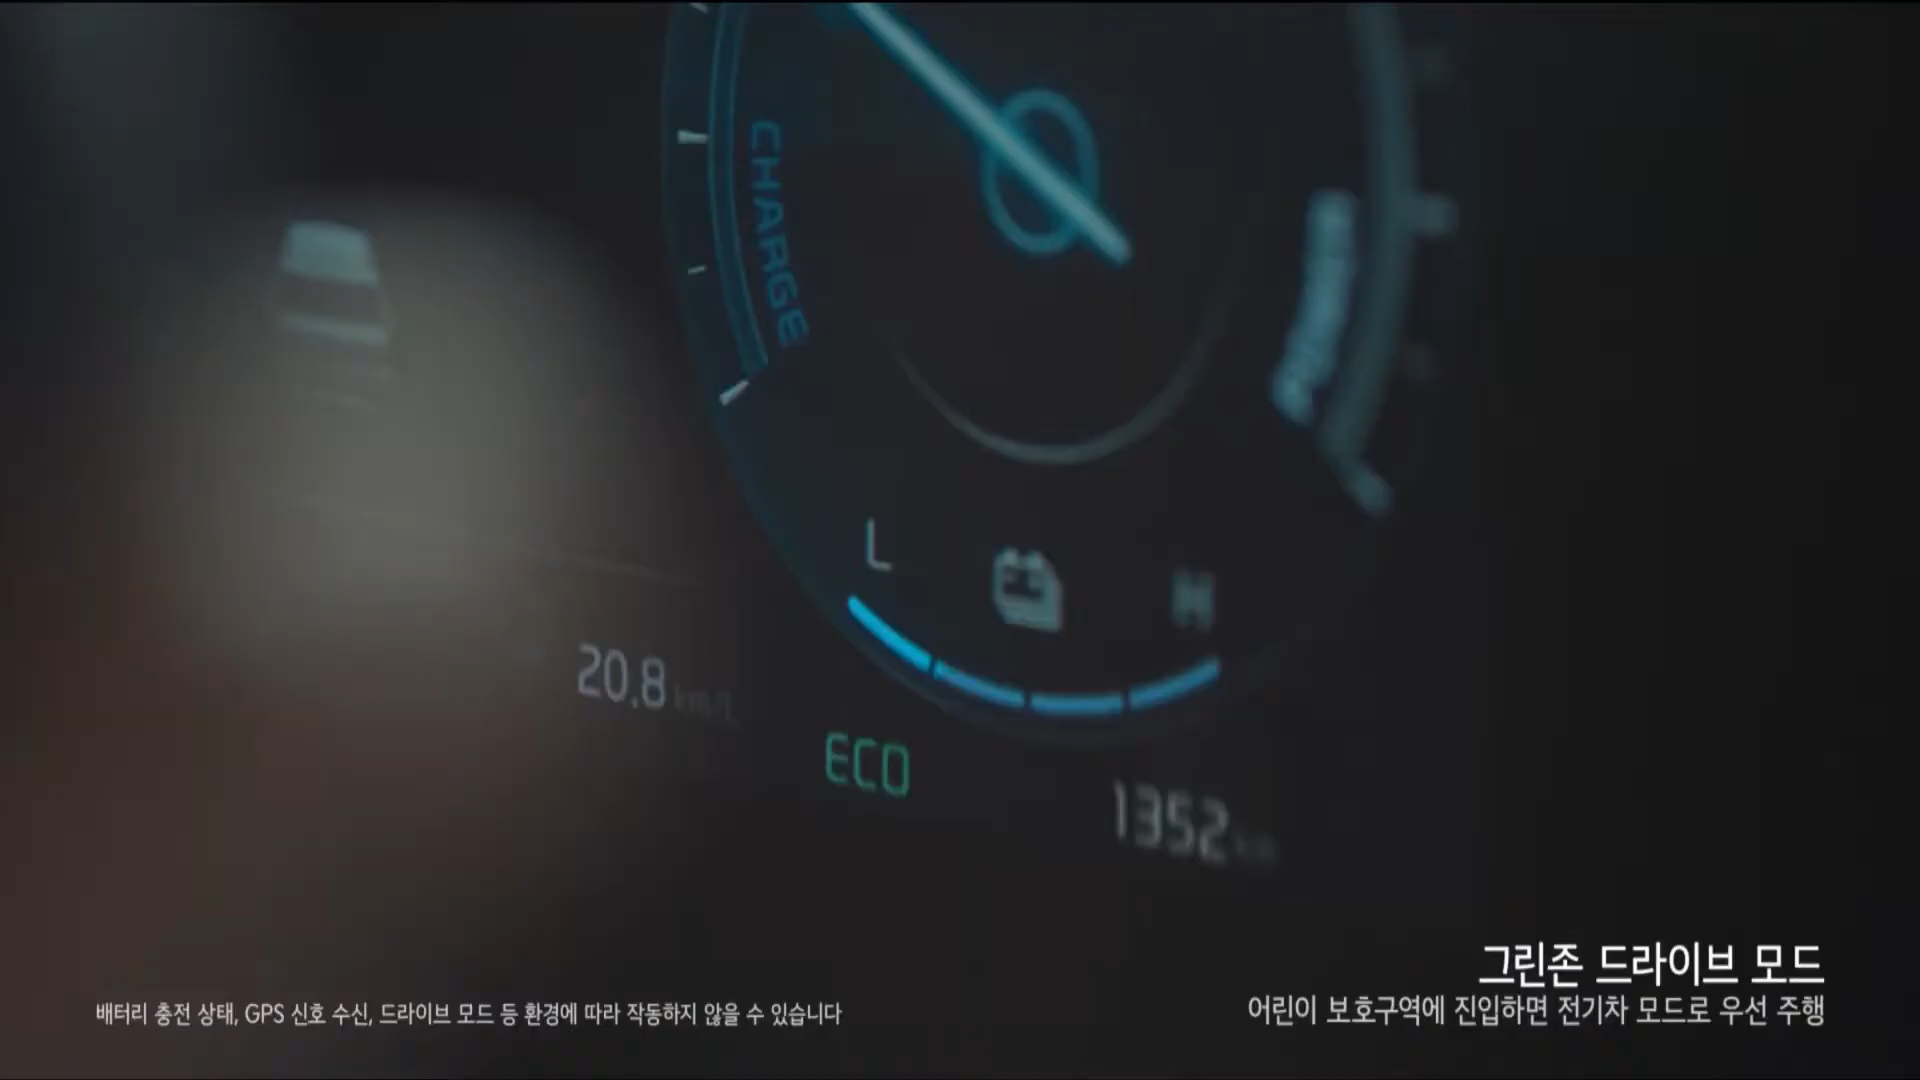 CHARGE
L
H
20.8 km/L
ECO
1352 km
그린존 드라이브 모드
어린이 보호구역에 진입하면 전기차 모드로 우선 주행
배터리 충전 상태, GPS 신호 수신, 드라이브 모드 등 환경에 따라 작동하지 않을 수 있습니다